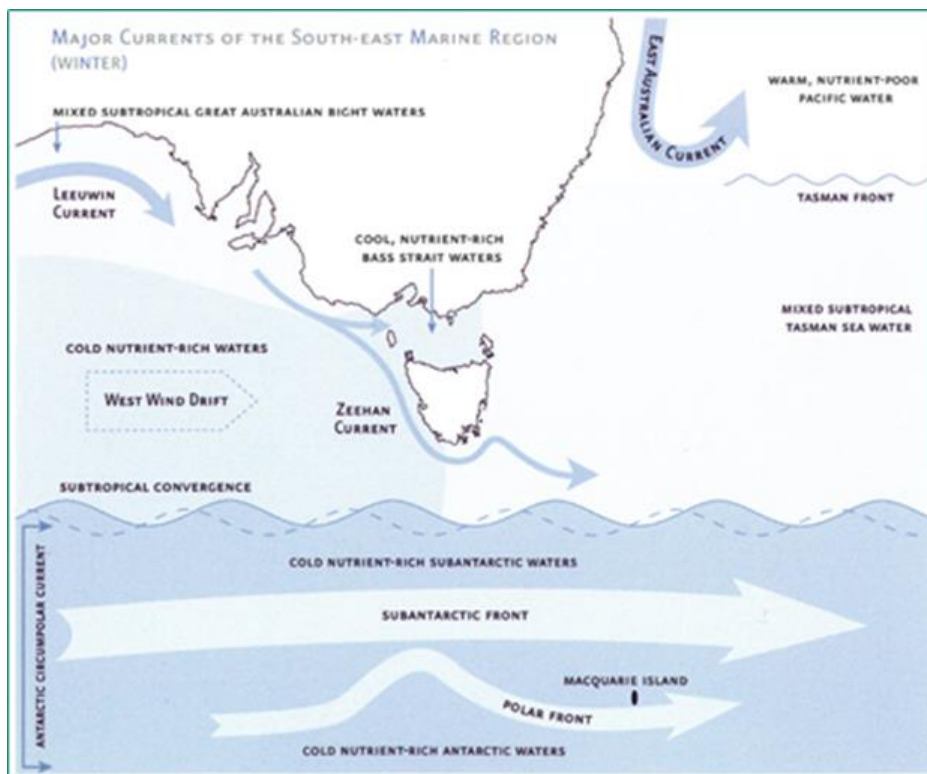 MAJOR CURRENTS OF THE SOUTH-EAST MARINE REGION
(WINTER)
EAST AUSTRALIAN CURRENT
WARM, NUTRIENT-POOR
PACIFIC WATER
MIXED SUBTROPICAL GREAT AUSTRALIAN BIGHT WATERS
LEEUWIN
CURRENT
TASMAN FRONT
COOL, NUTRIENT-RICH
BASS STRAIT WATERS
MIXED SUBTROPICAL
TASMAN SEA WATER
COLD NUTRIENT-RICH WATERS
WEST WIND DRIFT
ZEEHAN
CURRENT
SUBTROPICAL CONVERGENCE
ANTARCTIC CIRCUMPOLAR CURRENT
COLD NUTRIENT-RICH SUBANTARCTIC WATERS
SUBANTARCTIC FRONT
MACQUARIE ISLAND
POLAR FRONT
COLD NUTRIENT-RICH ANTARCTIC WATERS